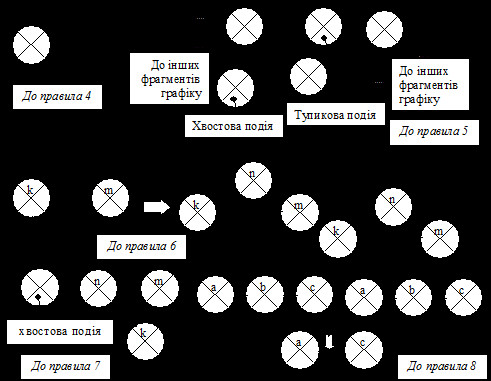 До інших
фрагментів
графіку
До правила 4
Хвостова подія
Тупикова подія
До інших
фрагментів
графіку
До правила 5
k
m
k
n
m
k
n
m
До правила 6
n
m
a
b
c
a
b
c
хвостова подія
k
a
c
До правила 7
До правила 8